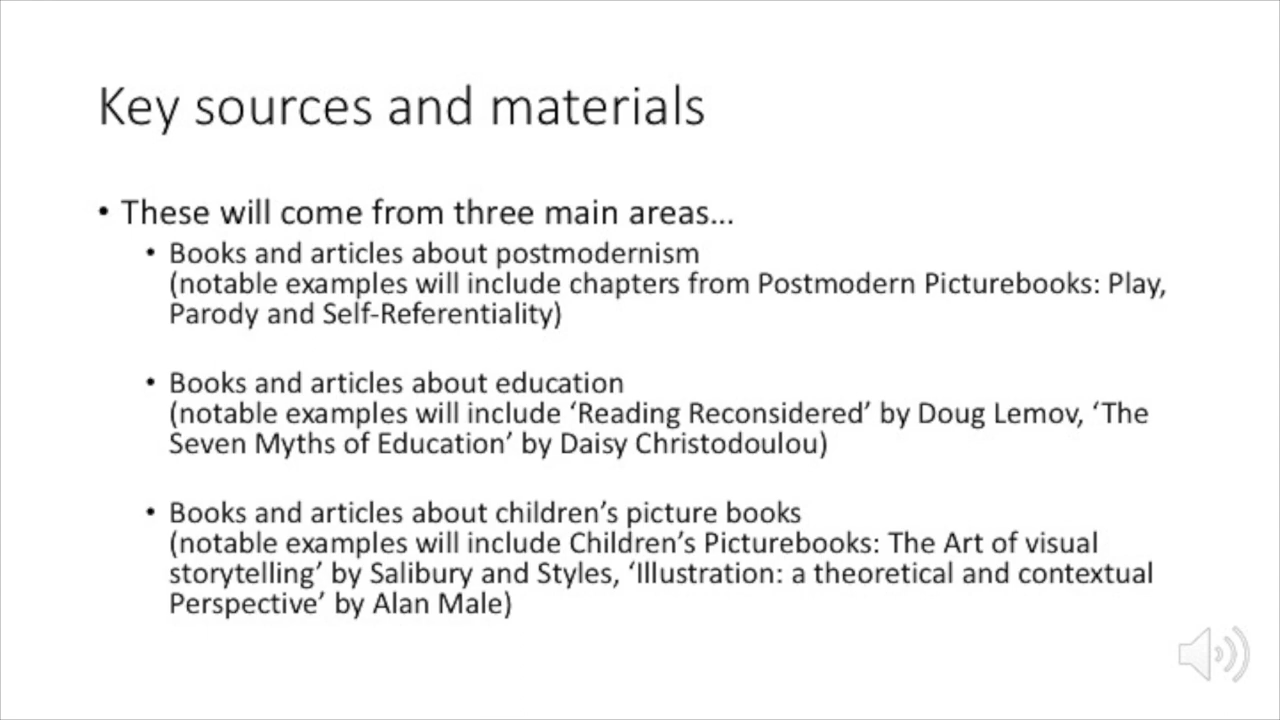 Key sources and materials
• These will come from three main areas…
• Books and articles about postmodernism
(notable examples will include chapters from Postmodern Picturebooks: Play,
Parody and Self-Referentiality)
• Books and articles about education
(notable examples will include ‘Reading Reconsidered’ by Doug Lemov, ‘The
Seven Myths of Education’ by Daisy Christodoulou)
• Books and articles about children’s picture books
(notable examples will include Children’s Picturebooks: The Art of visual
storytelling’ by Salibury and Styles, ‘Illustration: a theoretical and contextual
Perspective’ by Alan Male)